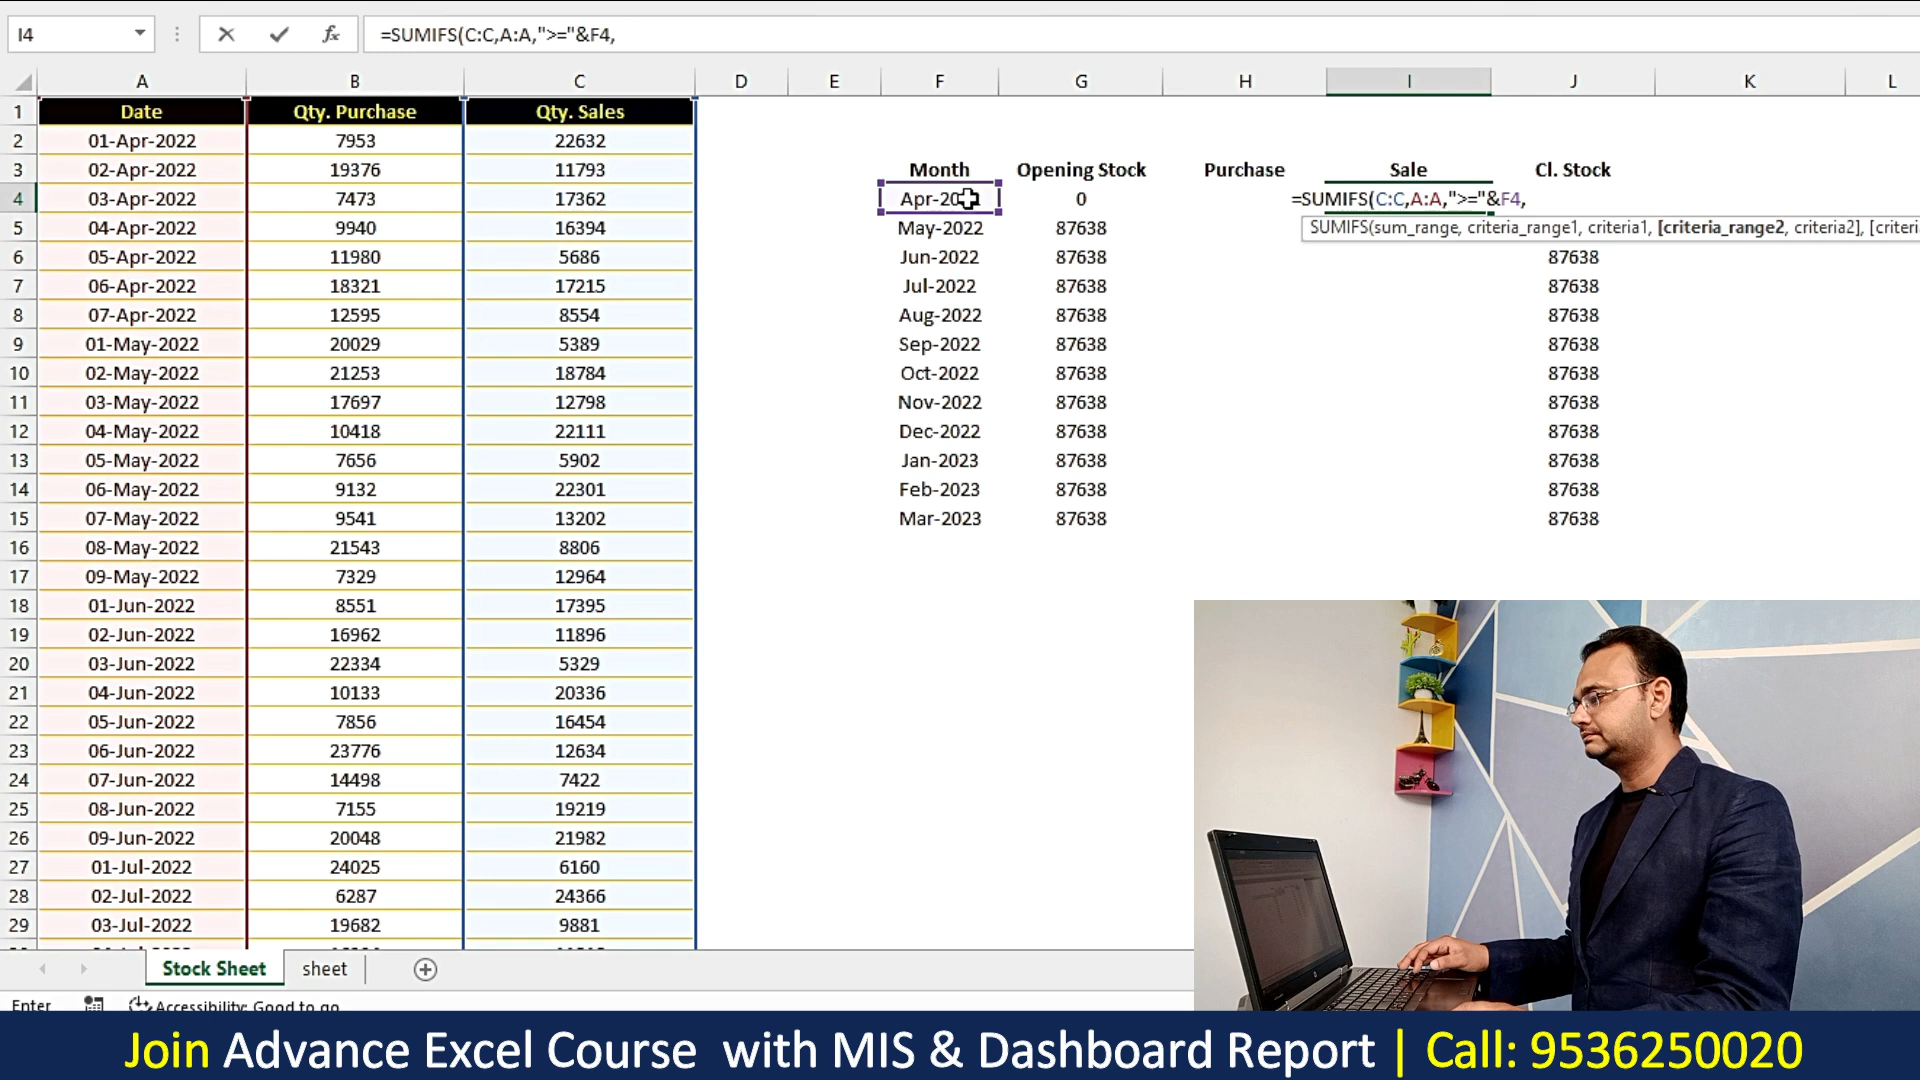 I4 =SUMIFS(C:C,A:A,">="&F4,
A B C D E F G H I J K L
1 Date Qty. Purchase Qty. Sales
2 01-Apr-2022 7953 22632
3 02-Apr-2022 19376 11793 Month Opening Stock Purchase Sale Cl. Stock
4 03-Apr-2022 7473 17362 0 =SUMIFS(C:C,A:A,">="&F4,
5 04-Apr-2022 9940 16394 May-2022 87638 SUMIFS(sum_range, criteria_range1, criteria1, [criteria_range2, criteria2], [criteri
6 05-Apr-2022 11980 5686 Jun-2022 87638 87638
7 06-Apr-2022 18321 17215 Jul-2022 87638 87638
8 07-Apr-2022 12595 8554 Aug-2022 87638 87638
9 01-May-2022 20029 5389 Sep-2022 87638 87638
10 02-May-2022 21253 18784 Oct-2022 87638 87638
11 03-May-2022 17697 12798 Nov-2022 87638 87638
12 04-May-2022 10418 22111 Dec-2022 87638 87638
13 05-May-2022 7656 5902 Jan-2023 87638 87638
14 06-May-2022 9132 22301 Feb-2023 87638 87638
15 07-May-2022 9541 13202 Mar-2023 87638 87638
16 08-May-2022 21543 8806
17 09-May-2022 7329 12964
18 01-Jun-2022 8551 17395
19 02-Jun-2022 16962 11896
20 03-Jun-2022 22334 5329
21 04-Jun-2022 10133 20336
22 05-Jun-2022 7856 16454
23 06-Jun-2022 23776 12634
24 07-Jun-2022 14498 7422
25 08-Jun-2022 7155 19219
26 09-Jun-2022 20048 21982
27 01-Jul-2022 24025 6160
28 02-Jul-2022 6287 24366
29 03-Jul-2022 19682 9881
Stock Sheet sheet
Enter Accessibility: Good to go
Join Advance Excel Course with MIS & Dashboard Report | Call: 9536250020